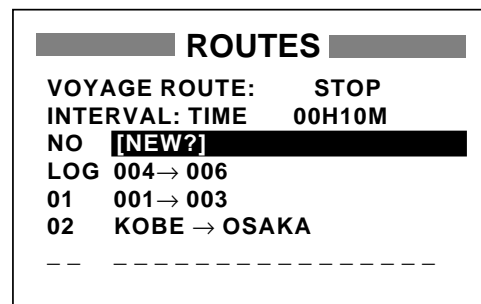 ROUTES
VOYAGE ROUTE: STOP
INTERVAL: TIME 00H10M
NO [NEW?]
LOG 004→ 006
01 001→ 003
02 KOBE → OSAKA
_ _ _ _ _ _ _ _ _ _ _ _ _ _ _ _ _ _